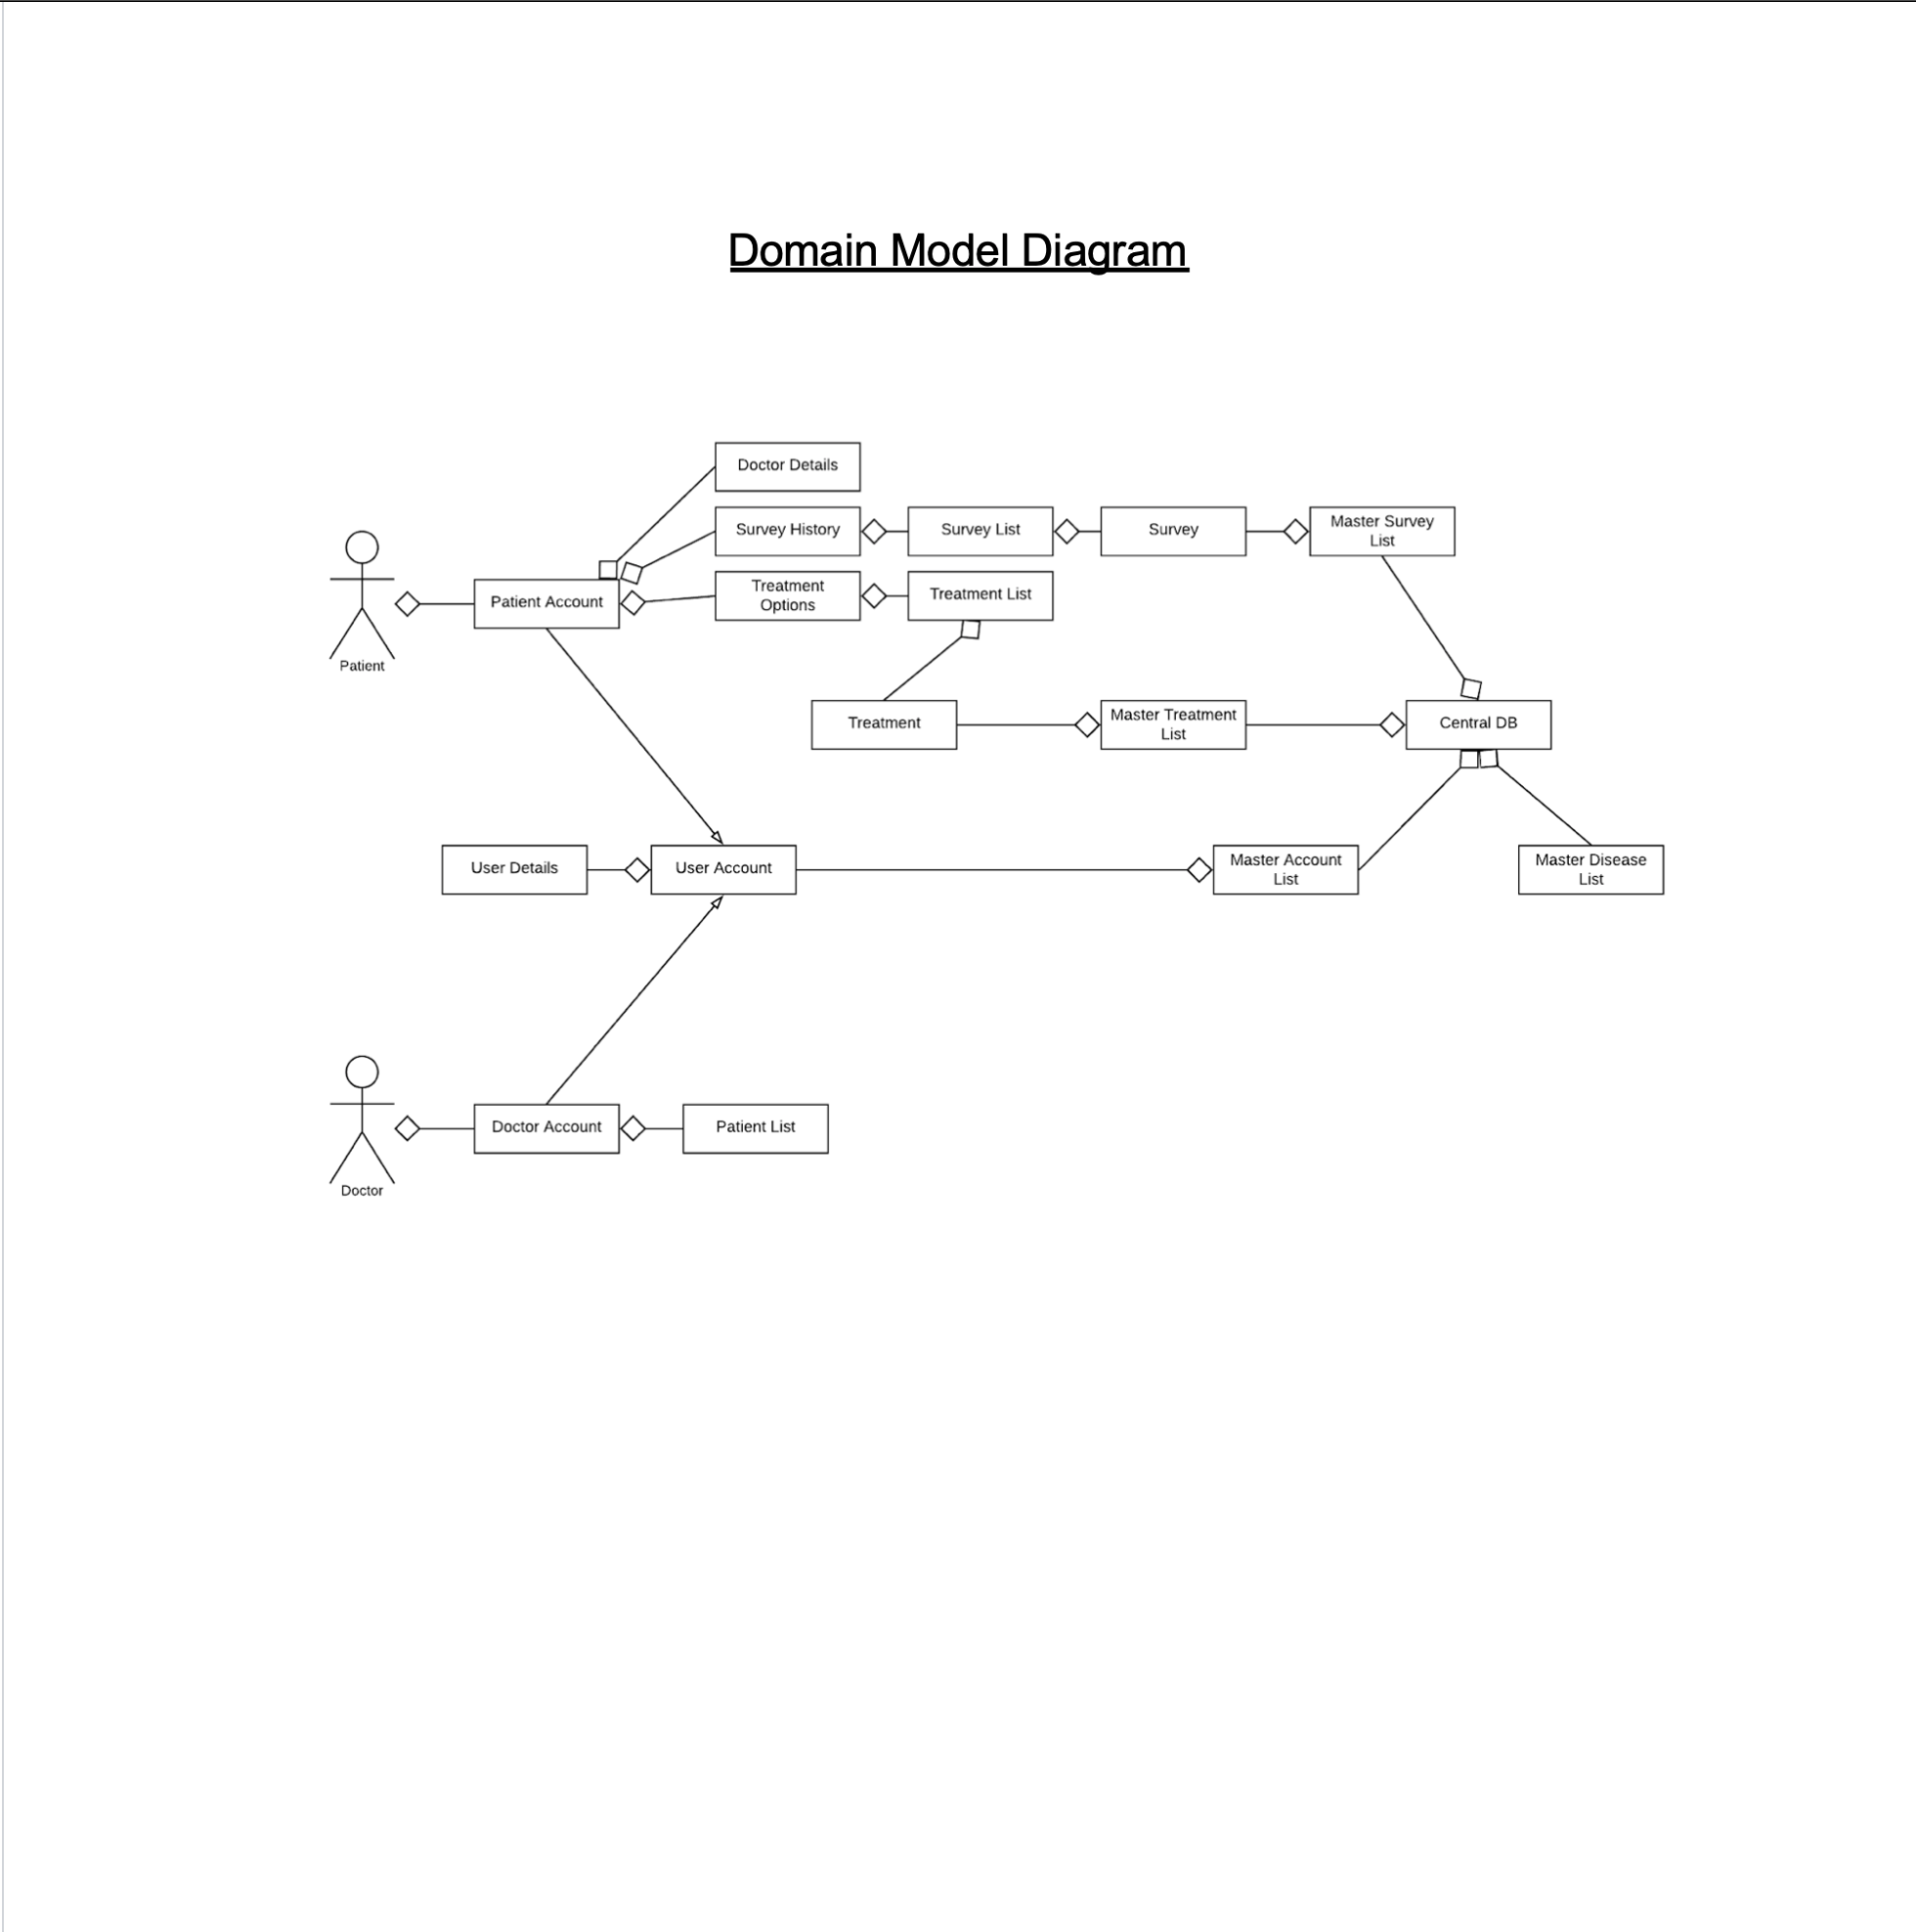 Domain Model Diagram
Doctor Details
Survey History
Survey List
Survey
Master Survey
List
Patient Account
Treatment
Options
Treatment List
Patient
Treatment
Master Treatment
List
Central DB
User Details
User Account
Master Account
List
Master Disease
List
Doctor Account
Patient List
Doctor